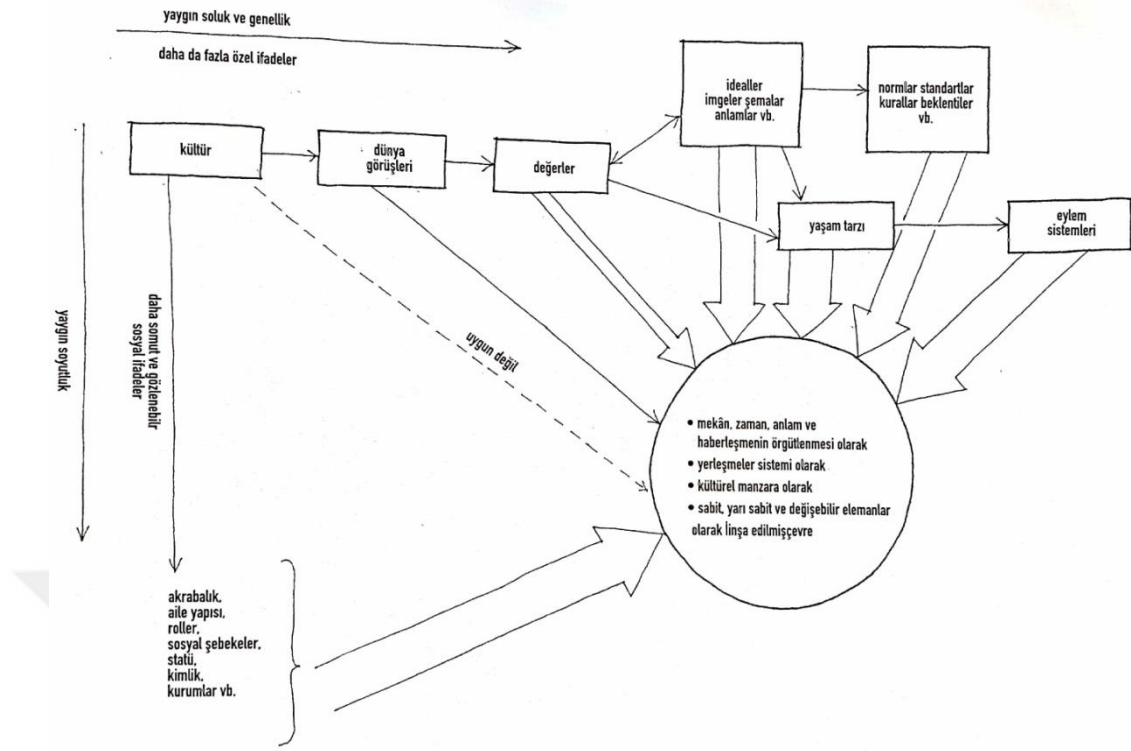 yaygın soluk ve genellik
daha da fazla özel ifadeler
idealler
imgeler şemalar
anlamlar vb.
normlar standartlar
kurallar beklentiler
vb.
kültür
dünya
görüşleri
değerler
yaşam tarzı
eylem
sistemleri
yaygın soyutluk
daha somut ve gözlenebilr
sosyal ifadeler
uygun değil
• mekân, zaman, anlam ve
haberleşmenin örgütlenmesi olarak
• yerleşmeler sistemi olarak
• kültürel manzara olarak
• sabit, yarı sabit ve değişebilir elemanlar
olarak İinşa edilmişçevre
akrabalık,
aile yapısı,
roller,
sosyal şebekeler,
statü,
kimlik,
kurumlar vb.